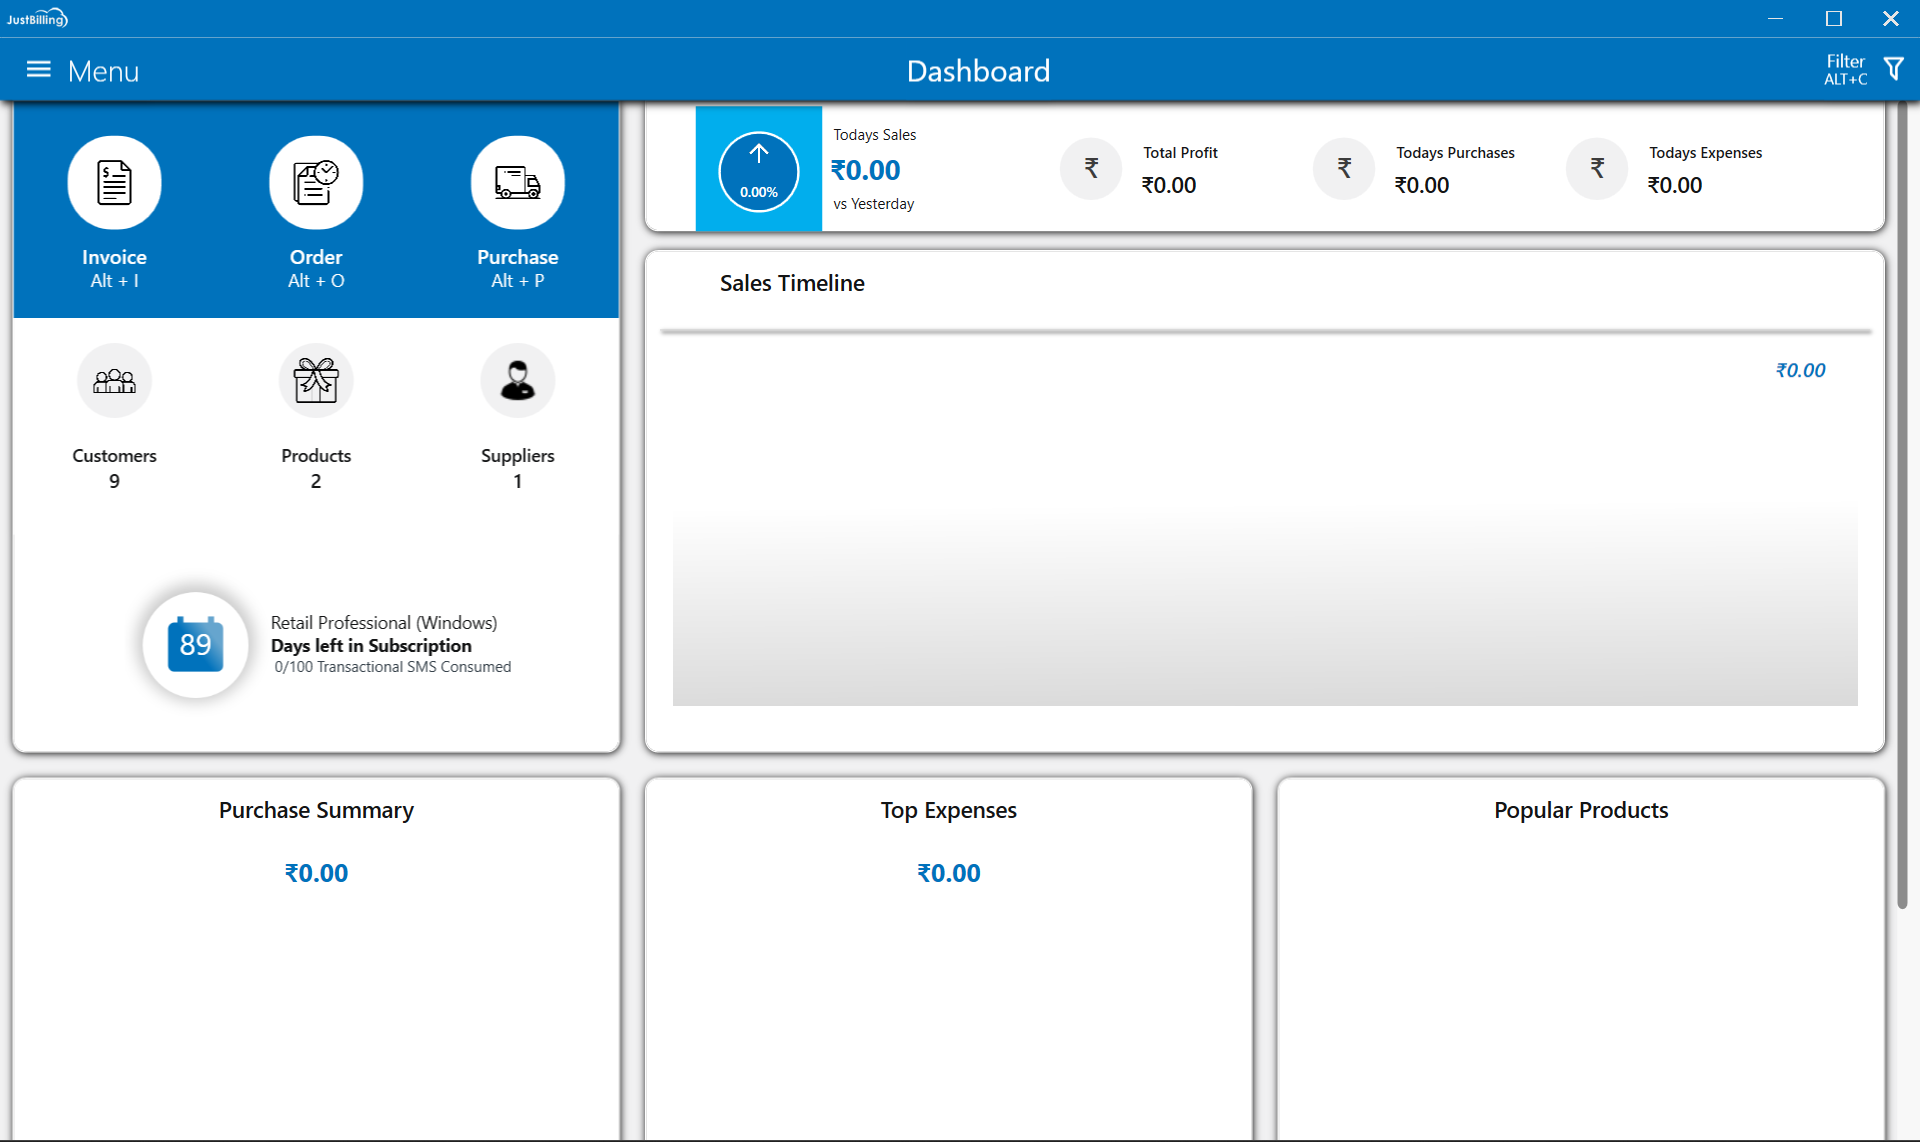 JustBilling
Menu
Dashboard
Filter
ALT+C
Invoice
Alt + I
Order
Alt + O
Purchase
Alt + P
Customers
9
Products
2
Suppliers
1
89
Retail Professional (Windows)
Days left in Subscription
0/100 Transactional SMS Consumed
0.00%
Todays Sales
₹0.00
vs Yesterday
₹
Total Profit
₹0.00
₹
Todays Purchases
₹0.00
₹
Todays Expenses
₹0.00
Sales Timeline
₹0.00
Purchase Summary
₹0.00
Top Expenses
₹0.00
Popular Products